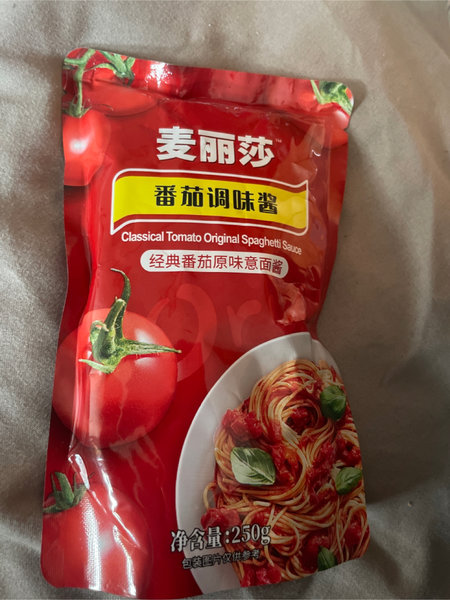 麦丽莎
番茄调味酱
Classical Tomato Original Spaghetti Sauce
经典番茄原味意面酱
净含量:250g
包装图片仅供参考